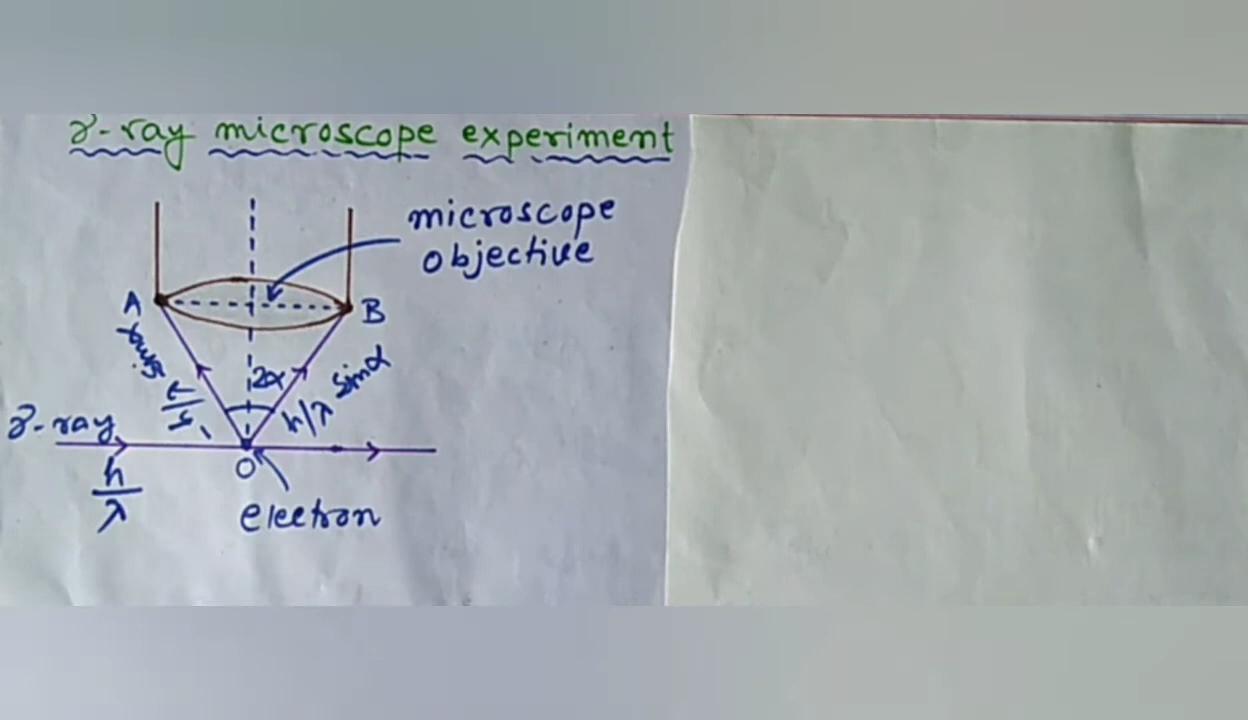 γ-ray microscope experiment
microscope
objective
A
B
2α
h/λ sinα
γ-ray
h/λ
O
electron